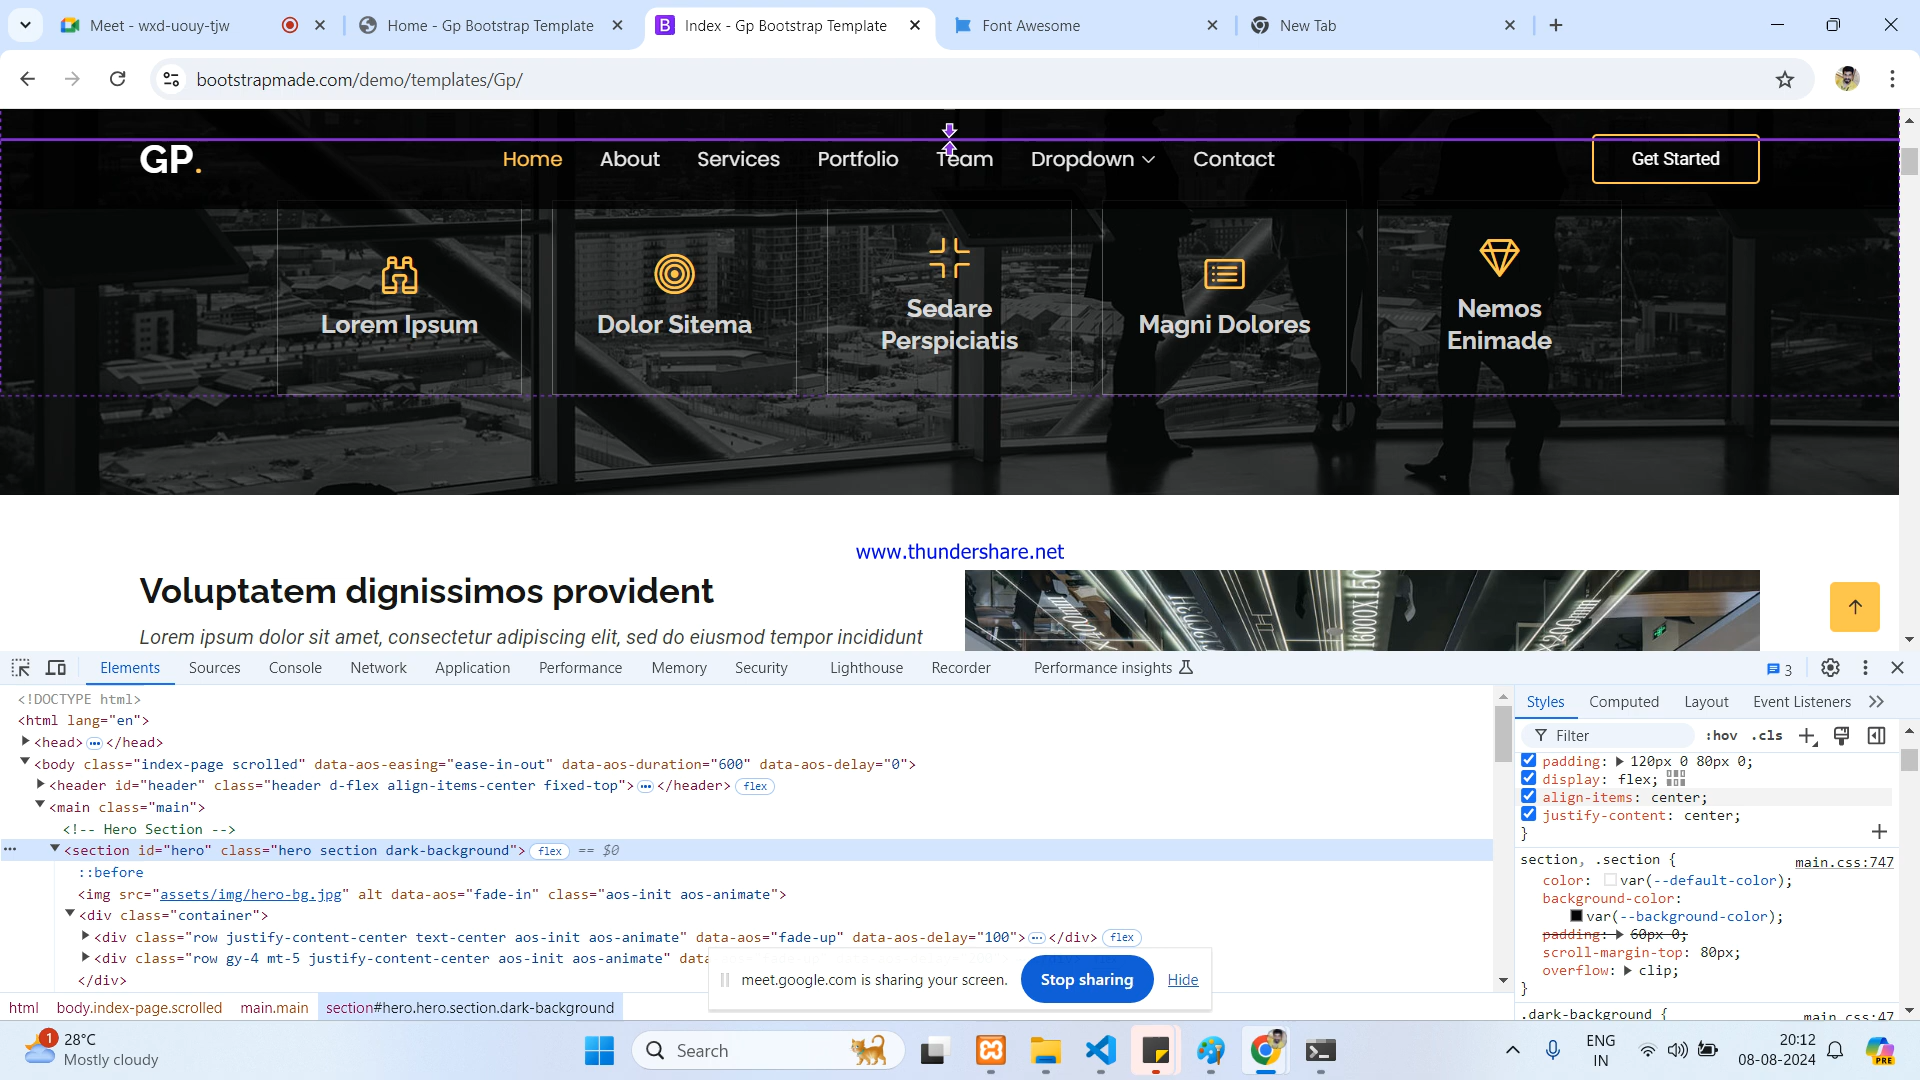 Meet - wxd-uouy-tjw
Home - Gp Bootstrap Template
Index - Gp Bootstrap Template
Font Awesome
New Tab
bootstrapmade.com/demo/templates/Gp/
GP.
Home
About
Services
Portfolio
Team
Dropdown
Contact
Get Started
Lorem Ipsum
Dolor Sitema
Sedare
Perspiciatis
Magni Dolores
Nemos
Enimade
www.thundershare.net
Voluptatem dignissimos provident
Lorem ipsum dolor sit amet, consectetur adipiscing elit, sed do eiusmod tempor incididunt
Elements
Sources
Console
Network
Application
Performance
Memory
Security
Lighthouse
Recorder
Performance insights
3
<!DOCTYPE html>
<html lang="en">
<head> </head>
<body class="index-page scrolled" data-aos-easing="ease-in-out" data-aos-duration="600" data-aos-delay="0">
<header id="header" class="header d-flex align-items-center fixed-top"> </header> flex
<main class="main">
<!-- Hero Section -->
<section id="hero" class="hero section dark-background"> flex == $0
::before
<img src="assets/img/hero-bg.jpg" alt data-aos="fade-in" class="aos-init aos-animate">
<div class="container">
<div class="row justify-content-center text-center aos-init aos-animate" data-aos="fade-up" data-aos-delay="100"> </div> flex
<div class="row gy-4 mt-5 justify-content-center aos-init aos-animate" data
</div>
html
body.index-page.scrolled
main.main
section#hero.hero.section.dark-background
meet.google.com is sharing your screen.
Stop sharing
Hide
Styles
Computed
Layout
Event Listeners
Filter
:hov
.cls
padding: 120px 0 80px 0;
display: flex;
align-items: center;
justify-content: center;
}
section, .section {
main.css:747
color: var(--default-color);
background-color:
var(--background-color);
padding: 60px 0;
scroll-margin-top: 80px;
overflow: clip;
}
.dark-background {
main.css:47
1
28°C
Mostly cloudy
Search
ENG
IN
20:12
08-08-2024
PRE